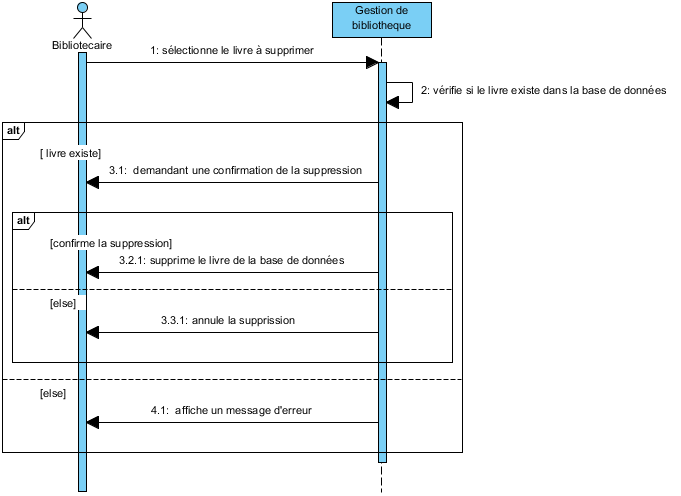 Gestion de
bibliotheque
Bibliotecaire
1: sélectionne le livre à supprimer
2: vérifie si le livre existe dans la base de données
alt
[ livre existe]
3.1:  demandant une confirmation de la suppression
alt
[confirme la suppression]
3.2.1: supprime le livre de la base de données
[else]
3.3.1: annule la supprission
[else]
4.1:  affiche un message d'erreur